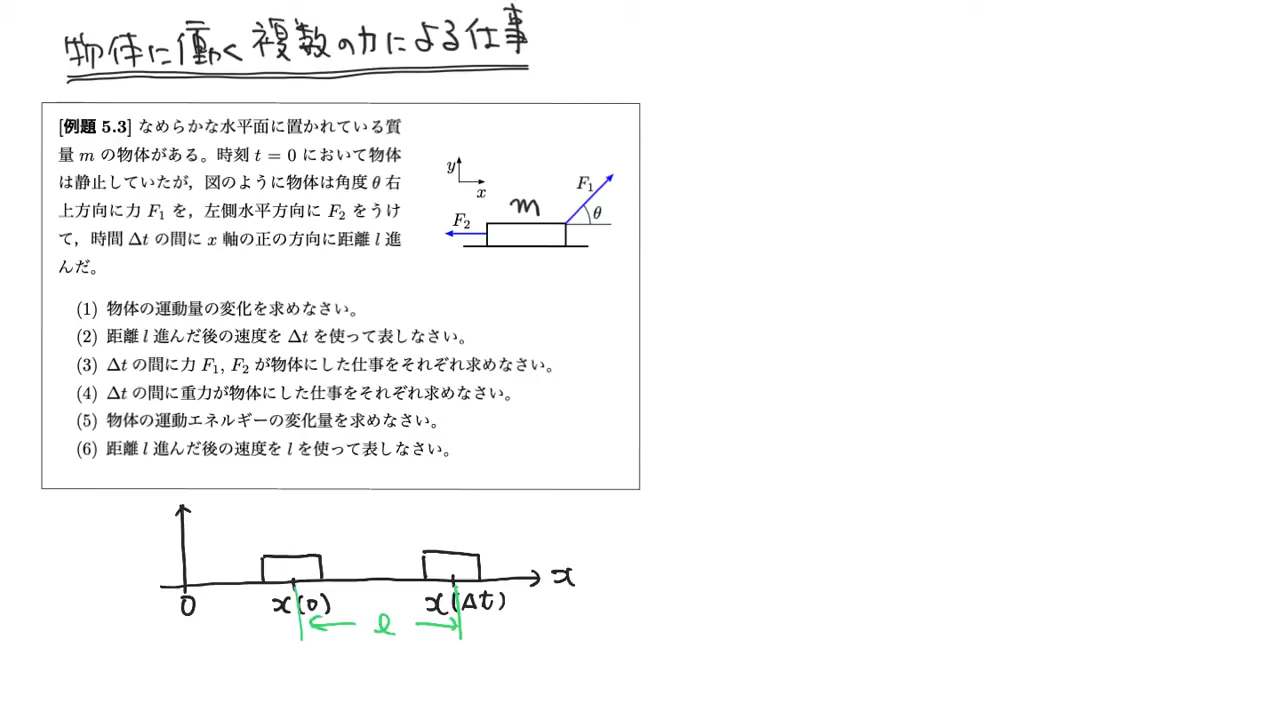 物体に働く複数の力による仕事
[例題 5.3] なめらかな水平面に置かれている質
量 m の物体がある。時刻 t = 0 において物体
は静止していたが，図のように物体は角度 θ 右
上方向に力 F₁ を，左側水平方向に F₂ をうけ
て，時間 Δt の間に x 軸の正の方向に距離 l 進
んだ。
y
x
m
F₁
θ
F₂
(1) 物体の運動量の変化を求めなさい。
(2) 距離 l 進んだ後の速度を Δt を使って表しなさい。
(3) Δt の間に力 F₁, F₂ が物体にした仕事をそれぞれ求めなさい。
(4) Δt の間に重力が物体にした仕事をそれぞれ求めなさい。
(5) 物体の運動エネルギーの変化量を求めなさい。
(6) 距離 l 進んだ後の速度を l を使って表しなさい。
x
0 x(0) x(Δt)
l